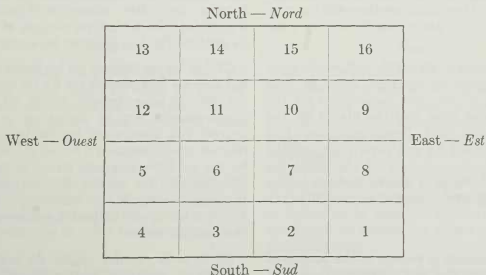 North — Nord
13 14 15 16
12 11 10 9
West — Ouest East — Est
5 6 7 8
4 3 2 1
South — Sud